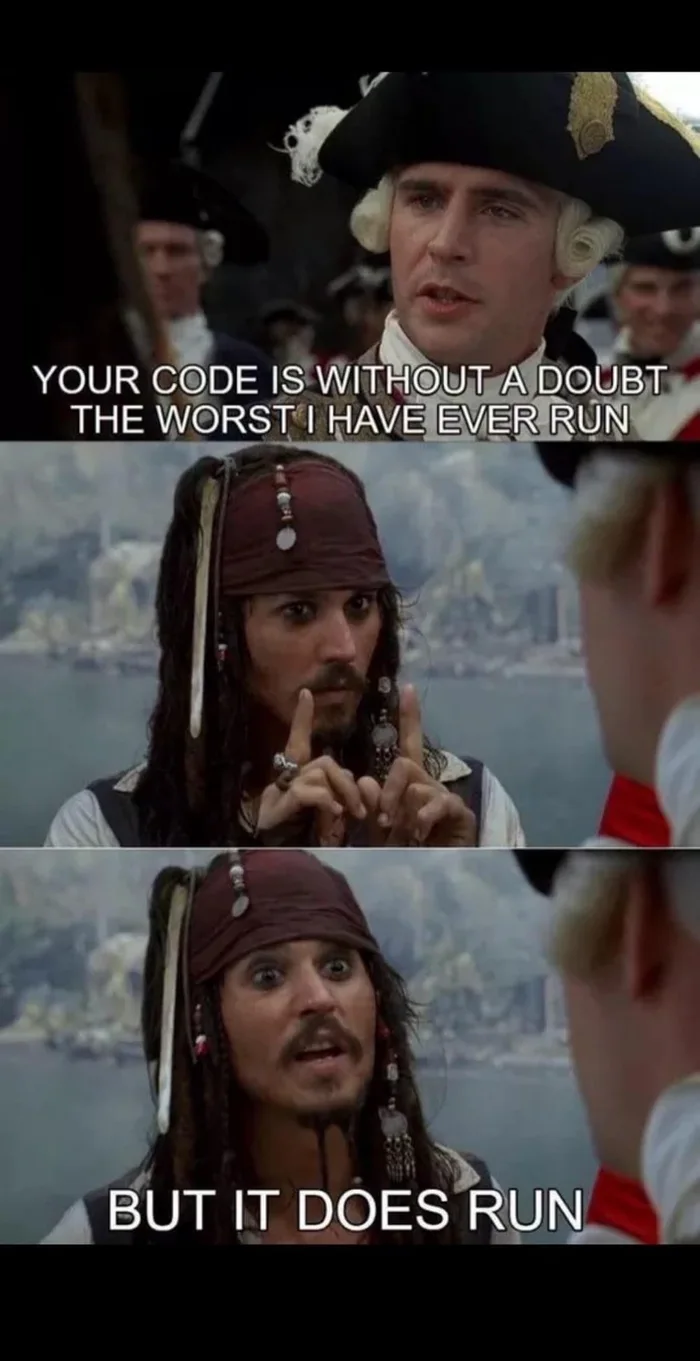 YOUR CODE IS WITHOUT A DOUBT
THE WORST I HAVE EVER RUN
BUT IT DOES RUN